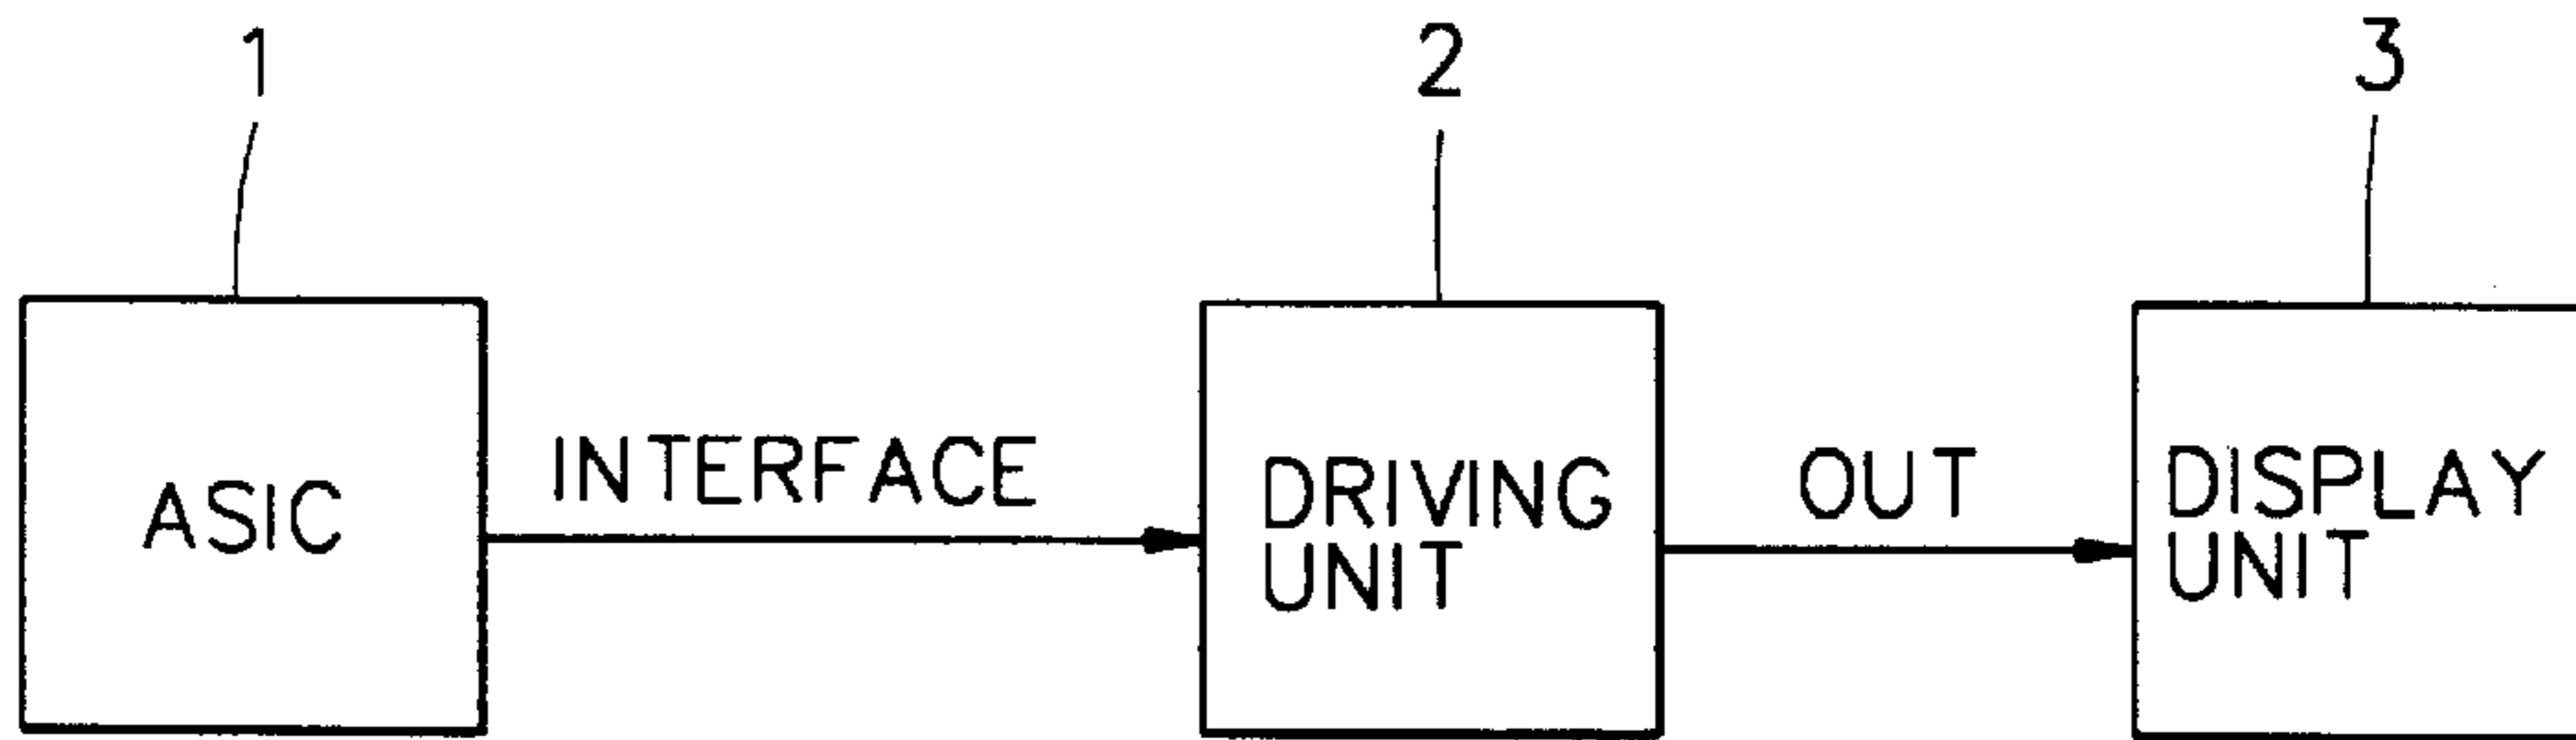 1
2
3
ASIC
INTERFACE
DRIVING
UNIT
OUT
DISPLAY
UNIT